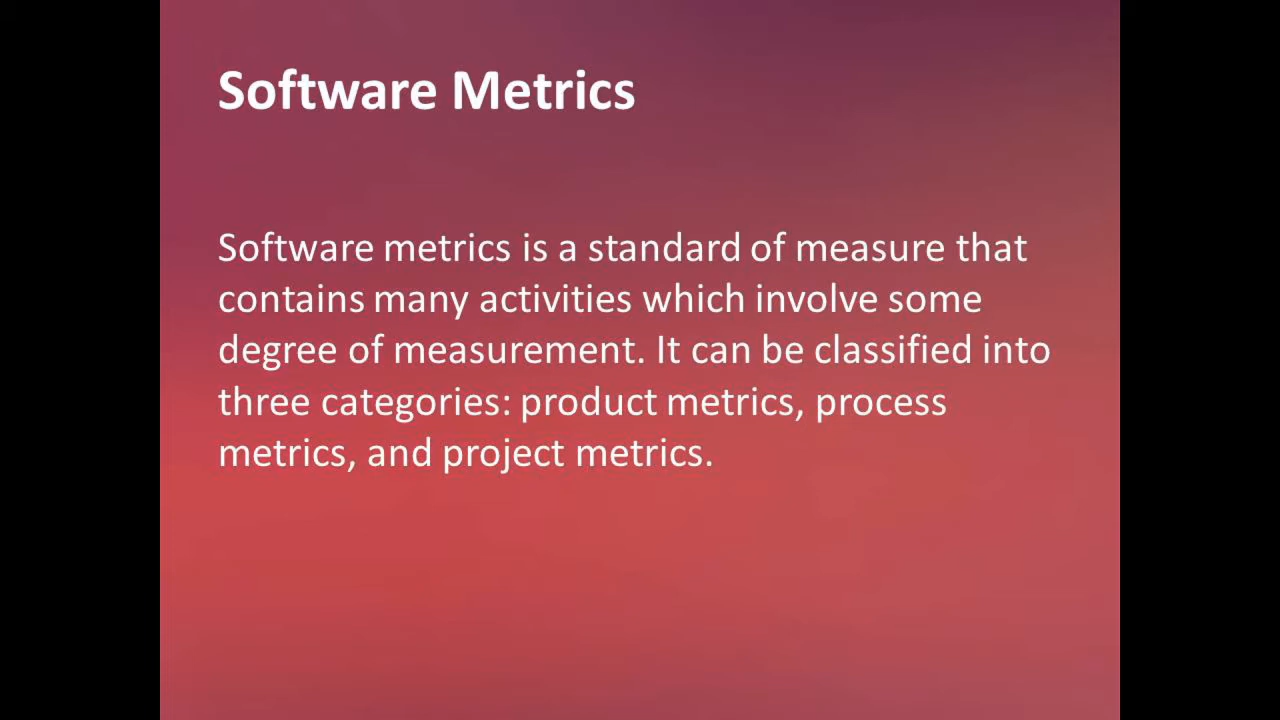 Software Metrics
Software metrics is a standard of measure that
contains many activities which involve some
degree of measurement. It can be classified into
three categories: product metrics, process
metrics, and project metrics.